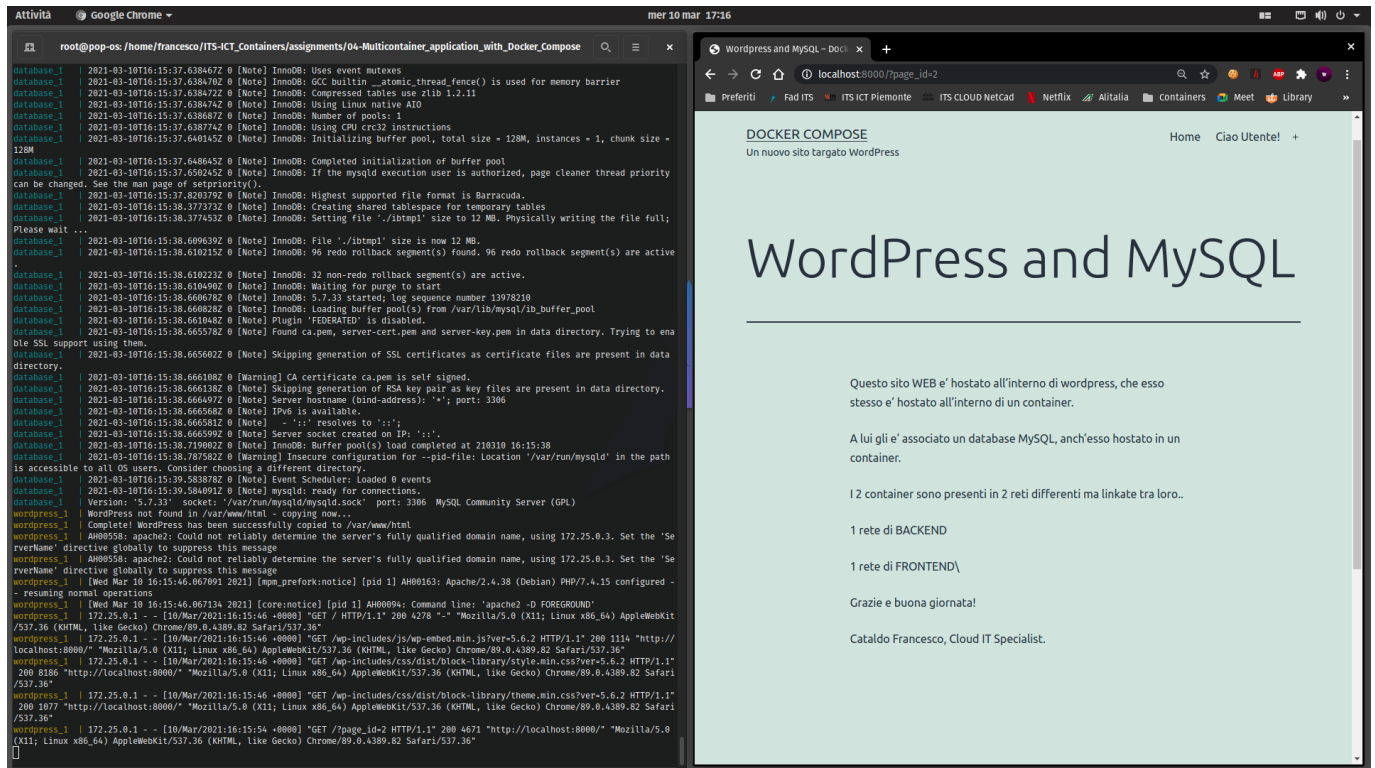 Attività
Google Chrome
mer 10 mar 17:16
root@pop-os: /home/francesco/ITS-ICT_Containers/assignments/04-Multicontainer_application_with_Docker_Compose
database_1 | 2021-03-10T16:15:37.638467Z 0 [Note] InnoDB: Uses event mutexes
database_1 | 2021-03-10T16:15:37.638470Z 0 [Note] InnoDB: GCC builtin __atomic_thread_fence() is used for memory barrier
database_1 | 2021-03-10T16:15:37.638472Z 0 [Note] InnoDB: Compressed tables use zlib 1.2.11
database_1 | 2021-03-10T16:15:37.638474Z 0 [Note] InnoDB: Using Linux native AIO
database_1 | 2021-03-10T16:15:37.638687Z 0 [Note] InnoDB: Number of pools: 1
database_1 | 2021-03-10T16:15:37.638774Z 0 [Note] InnoDB: Using CPU crc32 instructions
database_1 | 2021-03-10T16:15:37.640145Z 0 [Note] InnoDB: Initializing buffer pool, total size = 128M, instances = 1, chunk size =
128M
database_1 | 2021-03-10T16:15:37.648645Z 0 [Note] InnoDB: Completed initialization of buffer pool
database_1 | 2021-03-10T16:15:37.650245Z 0 [Note] InnoDB: If the mysqld execution user is authorized, page cleaner thread priority
can be changed. See the man page of setpriority().
database_1 | 2021-03-10T16:15:37.820379Z 0 [Note] InnoDB: Highest supported file format is Barracuda.
database_1 | 2021-03-10T16:15:38.377373Z 0 [Note] InnoDB: Creating shared tablespace for temporary tables
database_1 | 2021-03-10T16:15:38.377453Z 0 [Note] InnoDB: Setting file './ibtmp1' size to 12 MB. Physically writing the file full;
Please wait ...
database_1 | 2021-03-10T16:15:38.609639Z 0 [Note] InnoDB: File './ibtmp1' size is now 12 MB.
database_1 | 2021-03-10T16:15:38.610215Z 0 [Note] InnoDB: 96 redo rollback segment(s) found. 96 redo rollback segment(s) are active
.
database_1 | 2021-03-10T16:15:38.610223Z 0 [Note] InnoDB: 32 non-redo rollback segment(s) are active.
database_1 | 2021-03-10T16:15:38.610490Z 0 [Note] InnoDB: Waiting for purge to start
database_1 | 2021-03-10T16:15:38.660678Z 0 [Note] InnoDB: 5.7.33 started; log sequence number 13978210
database_1 | 2021-03-10T16:15:38.660828Z 0 [Note] InnoDB: Loading buffer pool(s) from /var/lib/mysql/ib_buffer_pool
database_1 | 2021-03-10T16:15:38.661048Z 0 [Note] Plugin 'FEDERATED' is disabled.
database_1 | 2021-03-10T16:15:38.665578Z 0 [Note] Found ca.pem, server-cert.pem and server-key.pem in data directory. Trying to ena
ble SSL support using them.
database_1 | 2021-03-10T16:15:38.665602Z 0 [Note] Skipping generation of SSL certificates as certificate files are present in data
directory.
database_1 | 2021-03-10T16:15:38.666108Z 0 [Warning] CA certificate ca.pem is self signed.
database_1 | 2021-03-10T16:15:38.666138Z 0 [Note] Skipping generation of RSA key pair as key files are present in data directory.
database_1 | 2021-03-10T16:15:38.666497Z 0 [Note] Server hostname (bind-address): '*'; port: 3306
database_1 | 2021-03-10T16:15:38.666568Z 0 [Note] IPv6 is available.
database_1 | 2021-03-10T16:15:38.666581Z 0 [Note]   - '::' resolves to '::';
database_1 | 2021-03-10T16:15:38.666599Z 0 [Note] Server socket created on IP: '::'.
database_1 | 2021-03-10T16:15:38.719002Z 0 [Note] InnoDB: Buffer pool(s) load completed at 210310 16:15:38
database_1 | 2021-03-10T16:15:38.787582Z 0 [Warning] Insecure configuration for --pid-file: Location '/var/run/mysqld' in the path
is accessible to all OS users. Consider choosing a different directory.
database_1 | 2021-03-10T16:15:39.583878Z 0 [Note] Event Scheduler: Loaded 0 events
database_1 | 2021-03-10T16:15:39.584091Z 0 [Note] mysqld: ready for connections.
database_1 | Version: '5.7.33' socket: '/var/run/mysqld/mysqld.sock' port: 3306 MySQL Community Server (GPL)
wordpress_1 | WordPress not found in /var/www/html - copying now...
wordpress_1 | Complete! WordPress has been successfully copied to /var/www/html
wordpress_1 | AH00558: apache2: Could not reliably determine the server's fully qualified domain name, using 172.25.0.3. Set the 'Se
rverName' directive globally to suppress this message
wordpress_1 | AH00558: apache2: Could not reliably determine the server's fully qualified domain name, using 172.25.0.3. Set the 'Se
rverName' directive globally to suppress this message
wordpress_1 | [Wed Mar 10 16:15:46.067091 2021] [mpm_prefork:notice] [pid 1] AH00163: Apache/2.4.38 (Debian) PHP/7.4.15 configured -
- resuming normal operations
wordpress_1 | [Wed Mar 10 16:15:46.067134 2021] [core:notice] [pid 1] AH00094: Command line: 'apache2 -D FOREGROUND'
wordpress_1 | 172.25.0.1 - - [10/Mar/2021:16:15:46 +0000] "GET / HTTP/1.1" 200 4278 "-" "Mozilla/5.0 (X11; Linux x86_64) AppleWebKit
/537.36 (KHTML, like Gecko) Chrome/89.0.4389.82 Safari/537.36"
wordpress_1 | 172.25.0.1 - - [10/Mar/2021:16:15:46 +0000] "GET /wp-includes/js/wp-embed.min.js?ver=5.6.2 HTTP/1.1" 200 1114 "http://
localhost:8000/" "Mozilla/5.0 (X11; Linux x86_64) AppleWebKit/537.36 (KHTML, like Gecko) Chrome/89.0.4389.82 Safari/537.36"
wordpress_1 | 172.25.0.1 - - [10/Mar/2021:16:15:46 +0000] "GET /wp-includes/css/dist/block-library/style.min.css?ver=5.6.2 HTTP/1.1"
200 8186 "http://localhost:8000/" "Mozilla/5.0 (X11; Linux x86_64) AppleWebKit/537.36 (KHTML, like Gecko) Chrome/89.0.4389.82 Safari
/537.36"
wordpress_1 | 172.25.0.1 - - [10/Mar/2021:16:15:46 +0000] "GET /wp-includes/css/dist/block-library/theme.min.css?ver=5.6.2 HTTP/1.1"
200 1077 "http://localhost:8000/" "Mozilla/5.0 (X11; Linux x86_64) AppleWebKit/537.36 (KHTML, like Gecko) Chrome/89.0.4389.82 Safari
/537.36"
wordpress_1 | 172.25.0.1 - - [10/Mar/2021:16:15:54 +0000] "GET /?page_id=2 HTTP/1.1" 200 4671 "http://localhost:8000/" "Mozilla/5.0
(X11; Linux x86_64) AppleWebKit/537.36 (KHTML, like Gecko) Chrome/89.0.4389.82 Safari/537.36"
Wordpress and MySQL – Dock
localhost:8000/?page_id=2
ABP
Preferiti Fad ITS ITS ICT Piemonte ITS CLOUD NetCad Netflix Alitalia Containers Meet Library »
DOCKER COMPOSE
Un nuovo sito targato WordPress
Home Ciao Utente! +
WordPress and MySQL
Questo sito WEB e' hostato all'interno di wordpress, che esso
stesso e' hostato all'interno di un container.
A lui gli e' associato un database MySQL, anch'esso hostato in un
container.
I 2 container sono presenti in 2 reti differenti ma linkate tra loro..
1 rete di BACKEND
1 rete di FRONTEND\
Grazie e buona giornata!
Cataldo Francesco, Cloud IT Specialist.